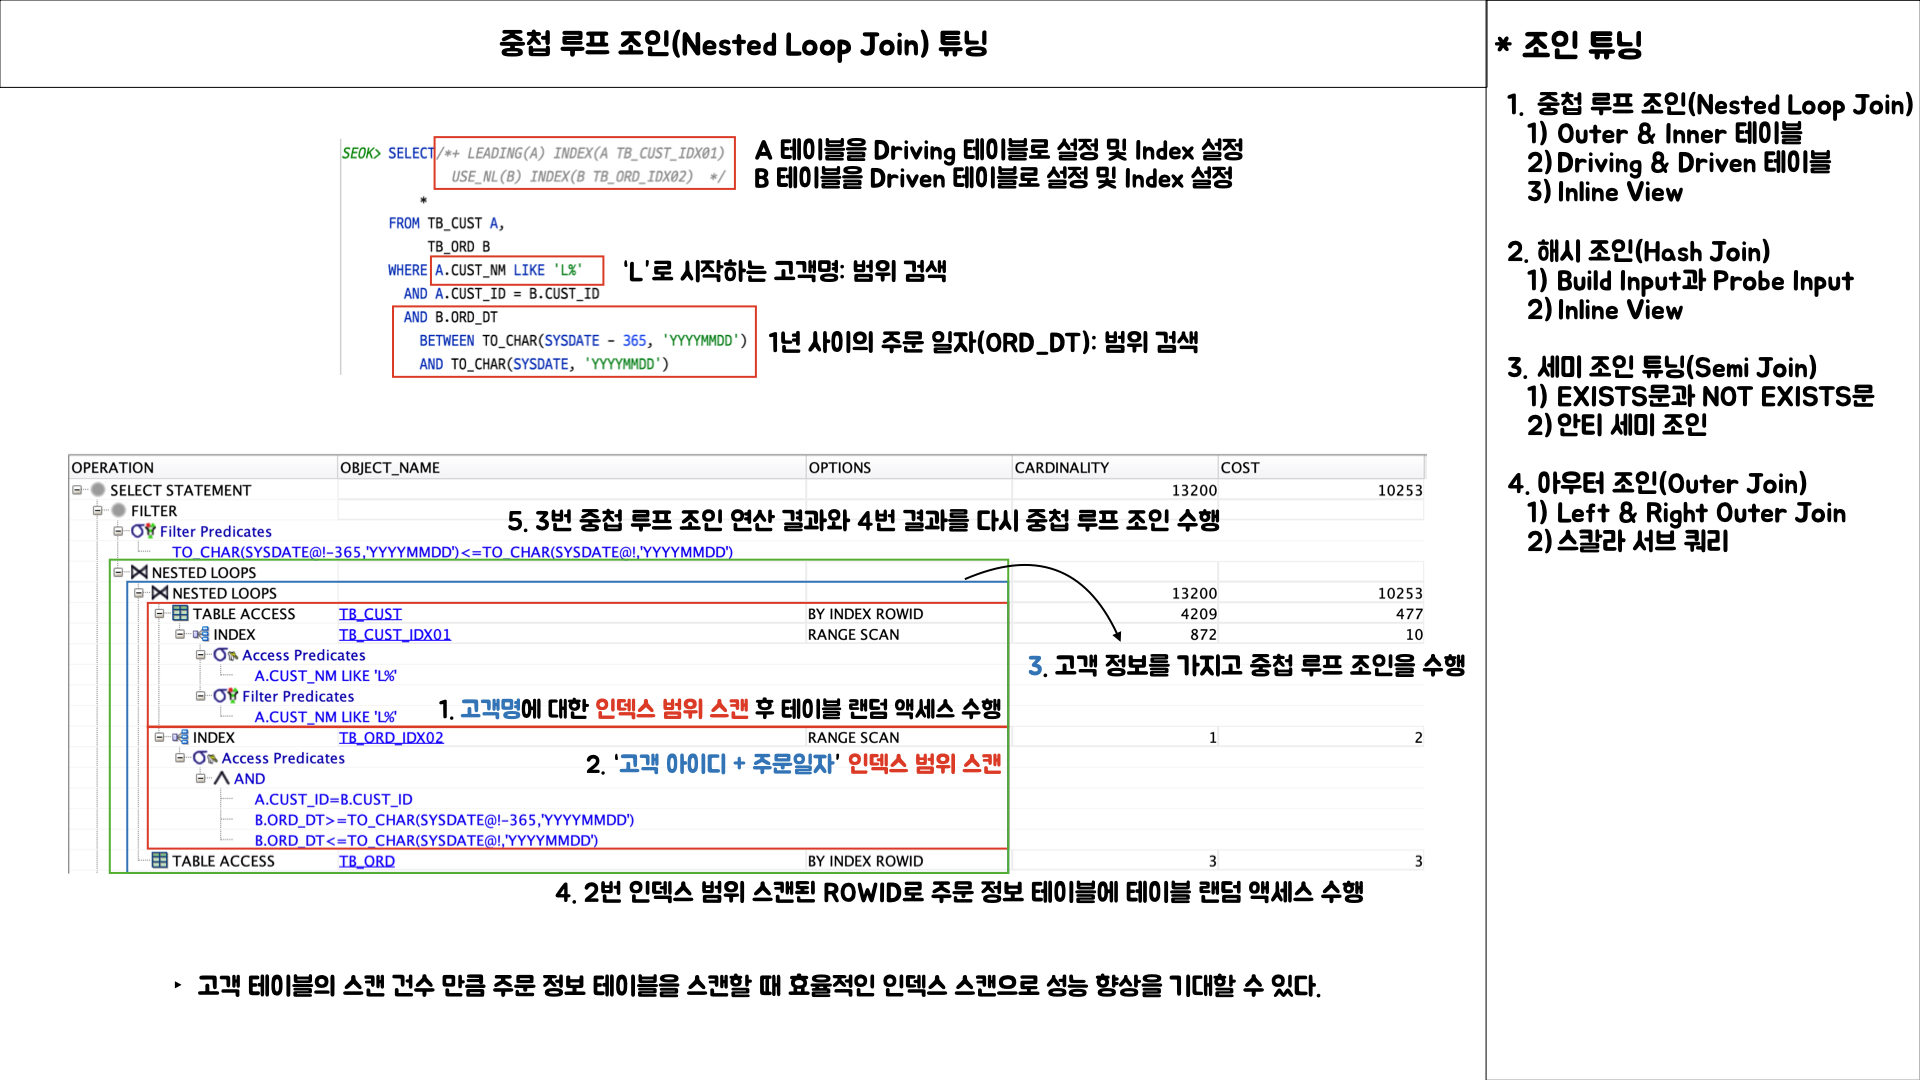 중첩 루프 조인(Nested Loop Join) 튜닝
SEOK> SELECT/*+ LEADING(A) INDEX(A TB_CUST_IDX01)
USE_NL(B) INDEX(B TB_ORD_IDX02) */
*
FROM TB_CUST A,
TB_ORD B
WHERE A.CUST_NM LIKE 'L%'
AND A.CUST_ID = B.CUST_ID
AND B.ORD_DT
BETWEEN TO_CHAR(SYSDATE - 365, 'YYYYMMDD')
AND TO_CHAR(SYSDATE, 'YYYYMMDD')
A 테이블을 Driving 테이블로 설정 및 Index 설정
B 테이블을 Driven 테이블로 설정 및 Index 설정
'L'로 시작하는 고객명: 범위 검색
1년 사이의 주문 일자(ORD_DT): 범위 검색
OPERATION OBJECT_NAME OPTIONS CARDINALITY COST
SELECT STATEMENT 13200 10253
FILTER
5. 3번 중첩 루프 조인 연산 결과와 4번 결과를 다시 중첩 루프 조인 수행
Filter Predicates
TO_CHAR(SYSDATE@!-365,'YYYYMMDD')<=TO_CHAR(SYSDATE@!,'YYYYMMDD')
NESTED LOOPS
NESTED LOOPS 13200 10253
TABLE ACCESS TB_CUST BY INDEX ROWID 4209 477
INDEX TB_CUST_IDX01 RANGE SCAN 872 10
Access Predicates
3. 고객 정보를 가지고 중첩 루프 조인을 수행
A.CUST_NM LIKE 'L%'
Filter Predicates
A.CUST_NM LIKE 'L%'
1. 고객명에 대한 인덱스 범위 스캔 후 테이블 랜덤 액세스 수행
INDEX TB_ORD_IDX02 RANGE SCAN 1 2
Access Predicates
2. '고객 아이디 + 주문일자' 인덱스 범위 스캔
AND
A.CUST_ID=B.CUST_ID
B.ORD_DT>=TO_CHAR(SYSDATE@!-365,'YYYYMMDD')
B.ORD_DT<=TO_CHAR(SYSDATE@!,'YYYYMMDD')
TABLE ACCESS TB_ORD BY INDEX ROWID 3 3
4. 2번 인덱스 범위 스캔된 ROWID로 주문 정보 테이블에 테이블 랜덤 액세스 수행
‣ 고객 테이블의 스캔 건수 만큼 주문 정보 테이블을 스캔할 때 효율적인 인덱스 스캔으로 성능 향상을 기대할 수 있다.
* 조인 튜닝
1. 중첩 루프 조인(Nested Loop Join)
1) Outer & Inner 테이블
2) Driving & Driven 테이블
3) Inline View
2. 해시 조인(Hash Join)
1) Build Input과 Probe Input
2) Inline View
3. 세미 조인 튜닝(Semi Join)
1) EXISTS문과 NOT EXISTS문
2) 안티 세미 조인
4. 아우터 조인(Outer Join)
1) Left & Right Outer Join
2) 스칼라 서브 쿼리